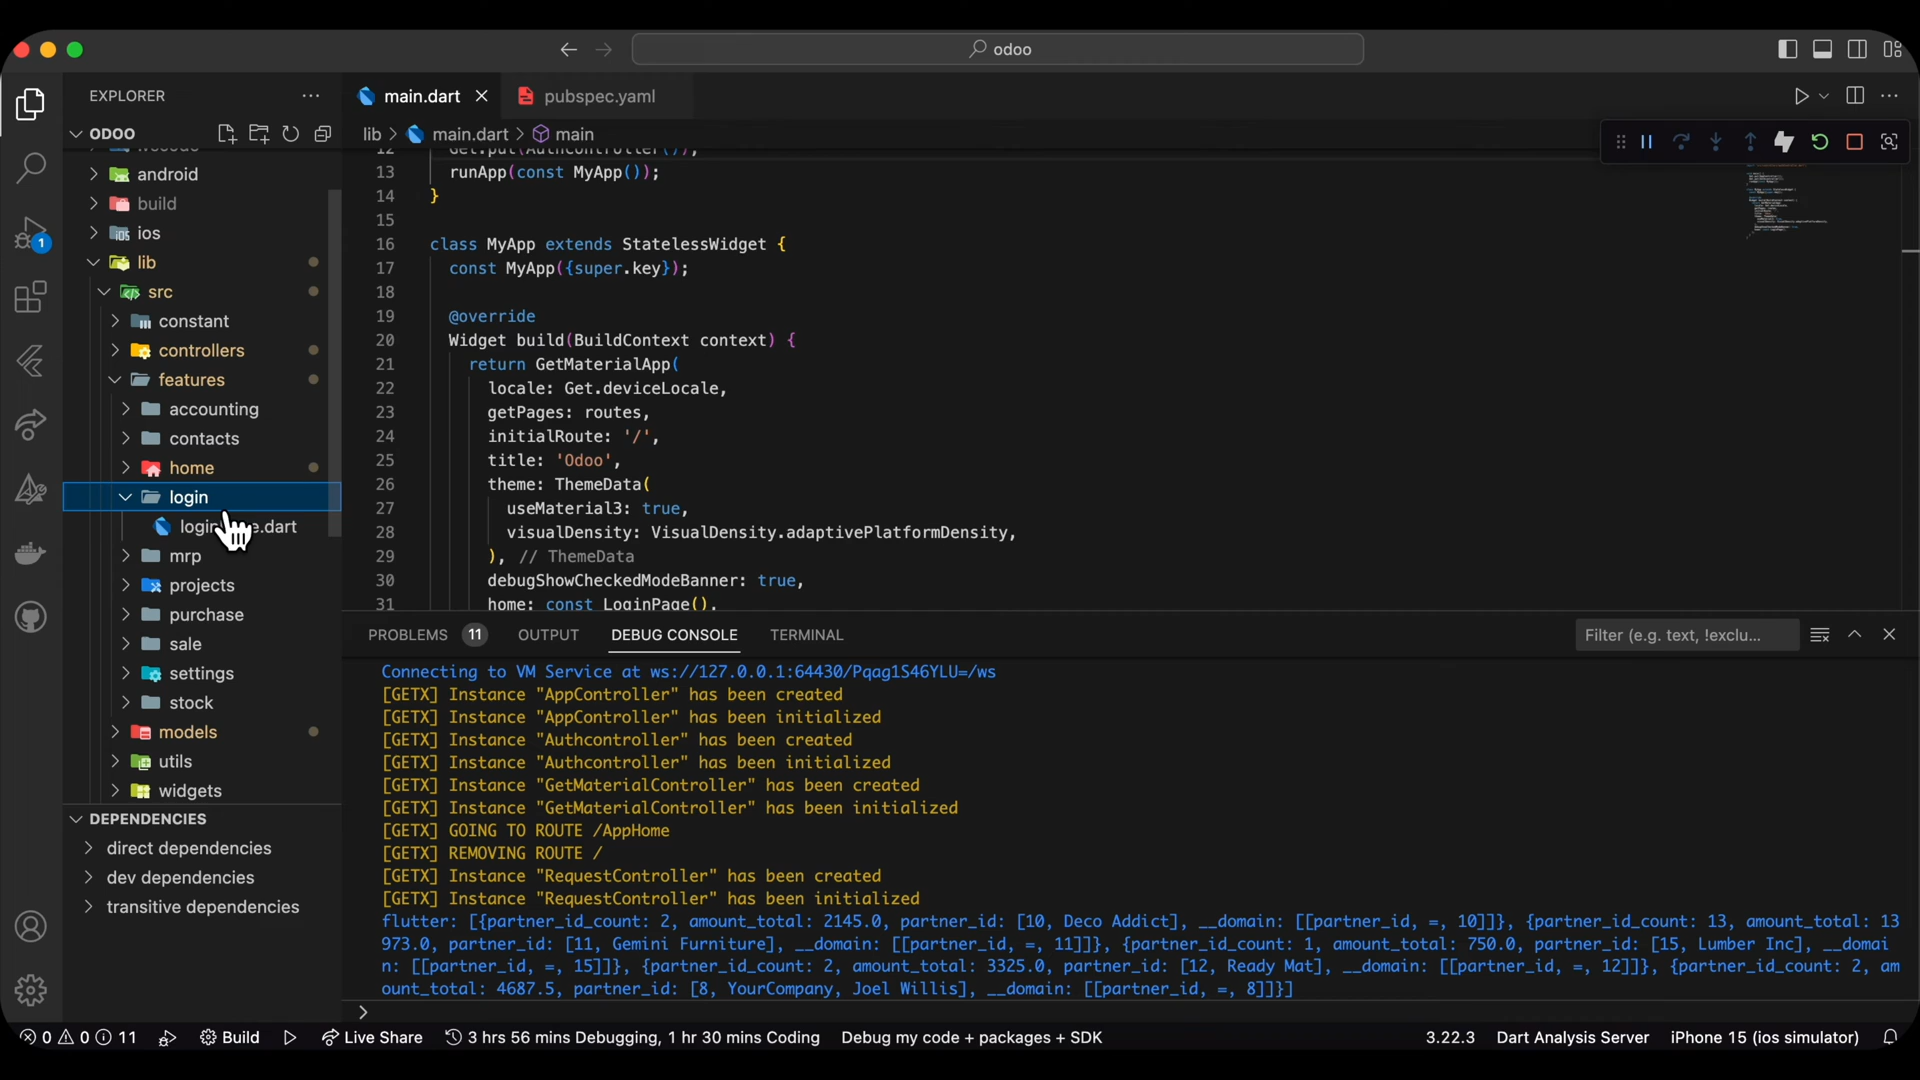 odoo
EXPLORER
main.dart
pubspec.yaml
ODOO
lib > main.dart > main
android
build
ios
lib
src
constant
controllers
features
accounting
contacts
home
login
mrp
projects
purchase
sale
settings
stock
models
utils
widgets
DEPENDENCIES
direct dependencies
dev dependencies
transitive dependencies
12 Get.put(AuthController());
13 runApp(const MyApp());
14 }
15
16 class MyApp extends StatelessWidget {
17 const MyApp({super.key});
18
19 @override
20 Widget build(BuildContext context) {
21 return GetMaterialApp(
22 locale: Get.deviceLocale,
23 getPages: routes,
24 initialRoute: '/',
25 title: 'Odoo',
26 theme: ThemeData(
27 useMaterial3: true,
28 visualDensity: VisualDensity.adaptivePlatformDensity,
29 ), // ThemeData
30 debugShowCheckedModeBanner: true,
31 home: const LoginPage(),
PROBLEMS 11 OUTPUT DEBUG CONSOLE TERMINAL
Filter (e.g. text, !exclu...
Connecting to VM Service at ws://127.0.0.1:64430/Pqag1S46YLU=/ws
[GETX] Instance "AppController" has been created
[GETX] Instance "AppController" has been initialized
[GETX] Instance "Authcontroller" has been created
[GETX] Instance "Authcontroller" has been initialized
[GETX] Instance "GetMaterialController" has been created
[GETX] Instance "GetMaterialController" has been initialized
[GETX] GOING TO ROUTE /AppHome
[GETX] REMOVING ROUTE /
[GETX] Instance "RequestController" has been created
[GETX] Instance "RequestController" has been initialized
flutter: [{partner_id_count: 2, amount_total: 2145.0, partner_id: [10, Deco Addict], __domain: [[partner_id, =, 10]]}, {partner_id_count: 13, amount_total: 13
973.0, partner_id: [11, Gemini Furniture], __domain: [[partner_id, =, 11]]}, {partner_id_count: 1, amount_total: 750.0, partner_id: [15, Lumber Inc], __domai
n: [[partner_id, =, 15]]}, {partner_id_count: 2, amount_total: 3325.0, partner_id: [12, Ready Mat], __domain: [[partner_id, =, 12]]}, {partner_id_count: 2, am
ount_total: 4687.5, partner_id: [8, YourCompany, Joel Willis], __domain: [[partner_id, =, 8]]}]
0 0 11 Build Live Share 3 hrs 56 mins Debugging, 1 hr 30 mins Coding Debug my code + packages + SDK 3.22.3 Dart Analysis Server iPhone 15 (ios simulator)